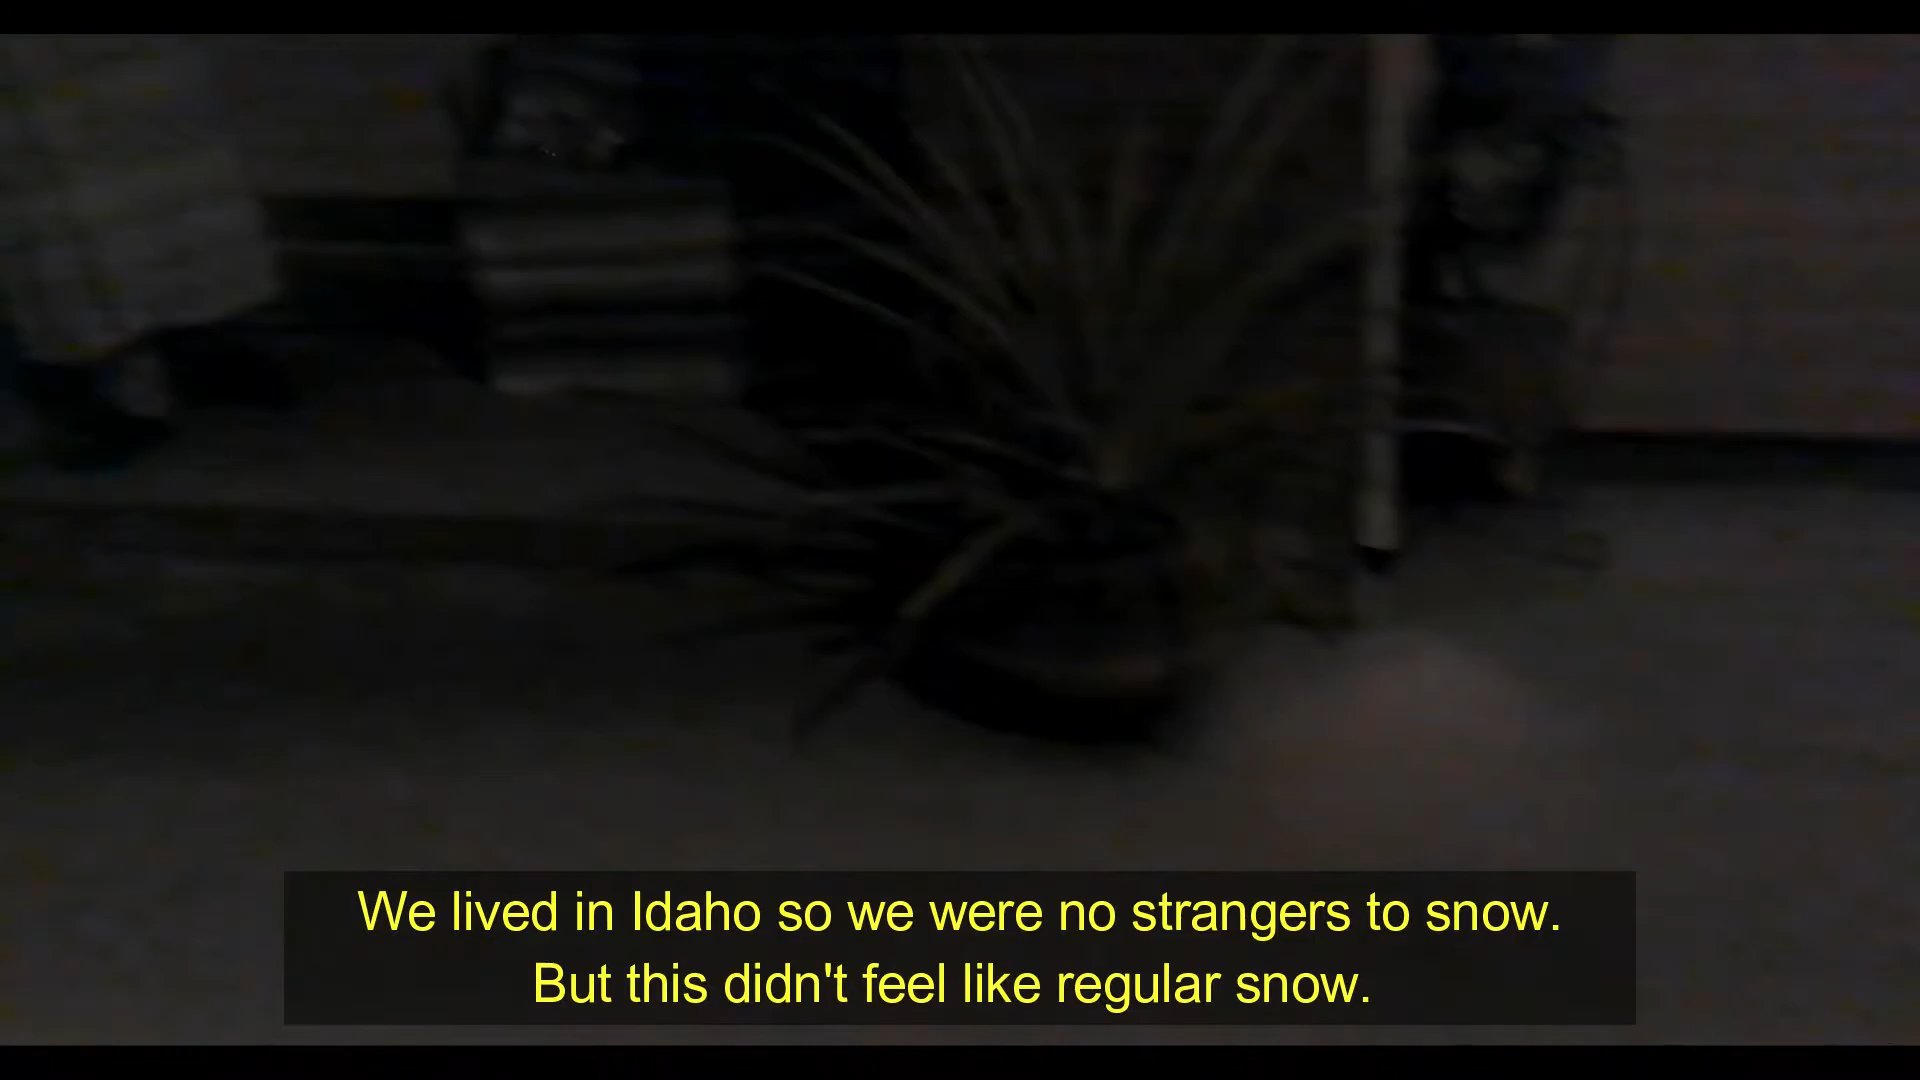 We lived in Idaho so we were no strangers to snow.
But this didn't feel like regular snow.